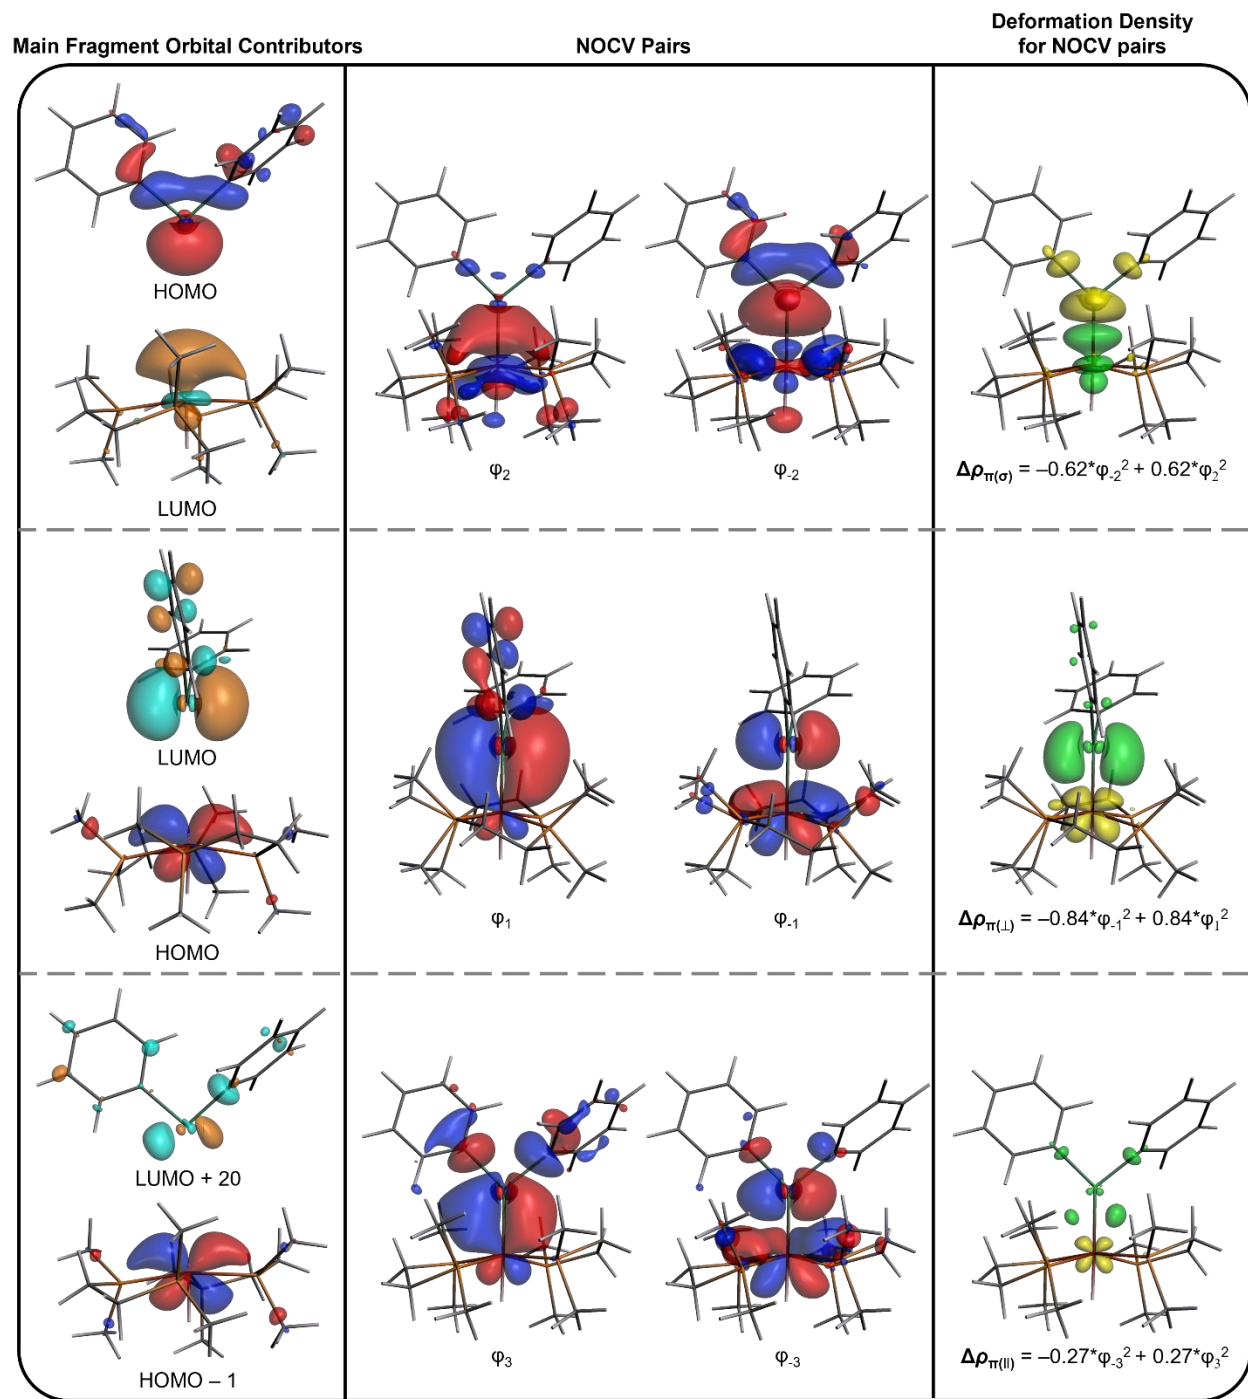 Main Fragment Orbital Contributors
NOCV Pairs
Deformation Density
for NOCV pairs
HOMO
LUMO
φ₂
φ₋₂
Δρπ(σ) = –0.62*φ₋₂² + 0.62*φ₂²
LUMO
HOMO
φ₁
φ₋₁
Δρπ(⊥) = –0.84*φ₋₁² + 0.84*φ₁²
LUMO + 20
HOMO – 1
φ₃
φ₋₃
Δρπ(II) = –0.27*φ₋₃² + 0.27*φ₃²